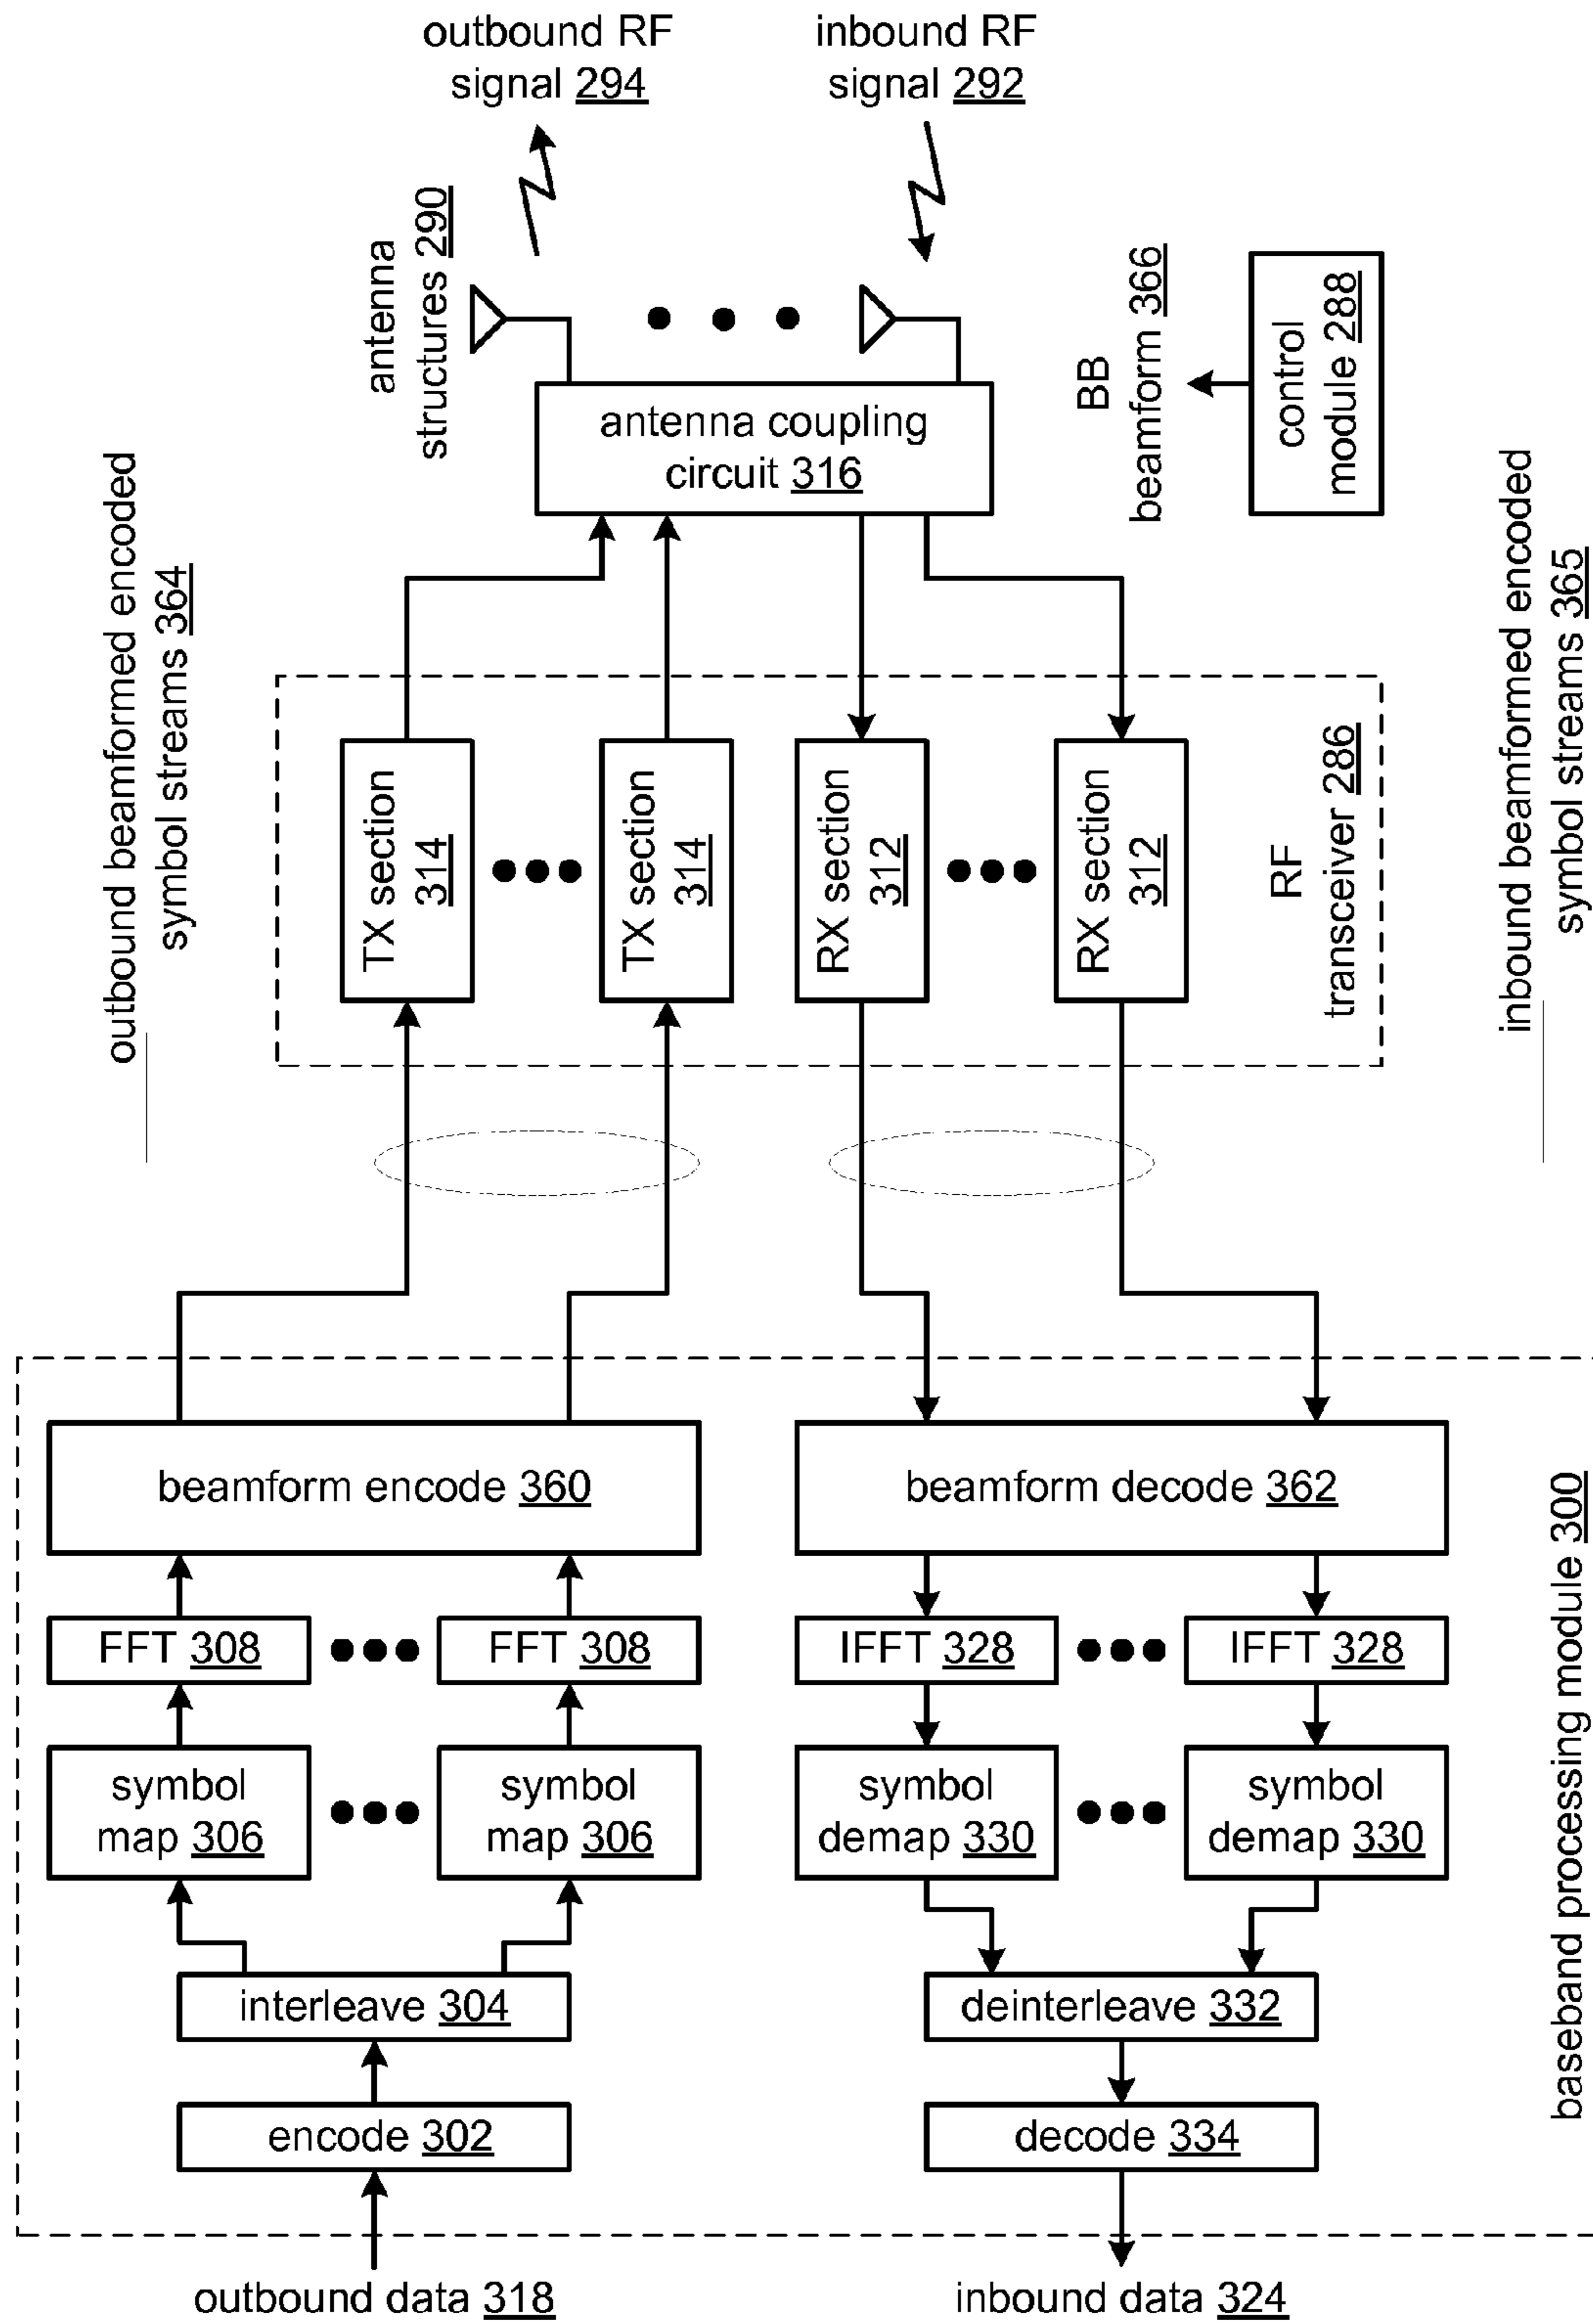 outbound RF
signal 294
inbound RF
signal 292
antenna
structures 290
antenna coupling
circuit 316
BB
beamform 366
control
module 288
outbound beamformed encoded
symbol streams 364
inbound beamformed encoded
symbol streams 365
TX section
314
TX section
314
RX section
312
RX section
312
RF
transceiver 286
beamform encode 360
beamform decode 362
FFT 308
FFT 308
IFFT 328
IFFT 328
symbol
map 306
symbol
map 306
symbol
demap 330
symbol
demap 330
interleave 304
deinterleave 332
encode 302
decode 334
baseband processing module 300
outbound data 318
inbound data 324